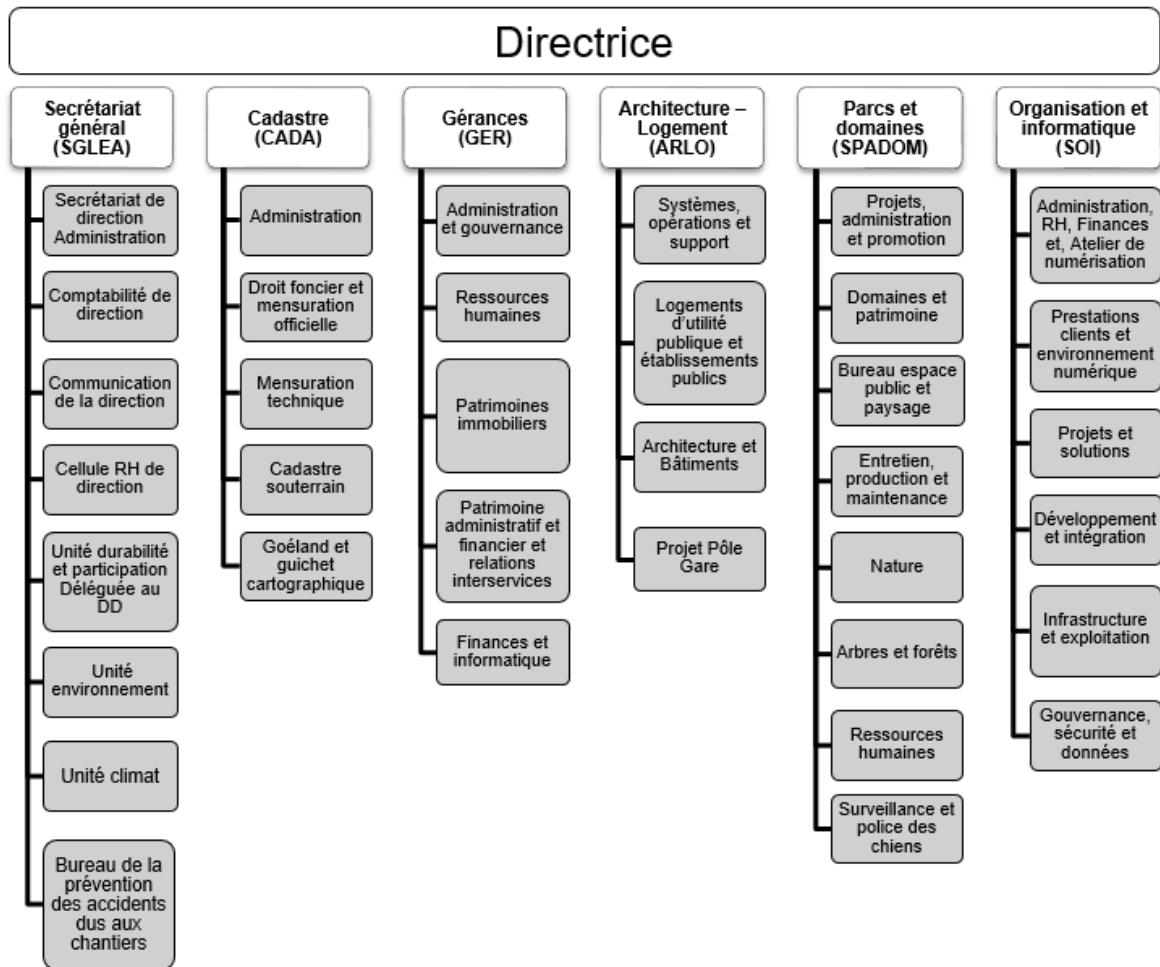 Directrice
Secrétariat
général
(SGLEA)
Secrétariat de
direction
Administration
Comptabilité de
direction
Communication
de la direction
Cellule RH de
direction
Unité durabilité
et participation
Déléguée au
DD
Unité
environnement
Unité climat
Bureau de la
prévention
des accidents
dus aux
chantiers
Cadastre
(CADA)
Administration
Droit foncier et
mensuration
officielle
Mensuration
technique
Cadastre
souterrain
Goéland et
guichet
cartographique
Gérances
(GER)
Administration
et gouvernance
Ressources
humaines
Patrimoines
immobiliers
Patrimoine
administratif et
financier et
relations
interservices
Finances et
informatique
Architecture –
Logement
(ARLO)
Systèmes,
opérations et
support
Logements
d'utilité
publique et
établissements
publics
Architecture et
Bâtiments
Projet Pôle
Gare
Parcs et
domaines
(SPADOM)
Projets,
administration
et promotion
Domaines et
patrimoine
Bureau espace
public et
paysage
Entretien,
production et
maintenance
Nature
Arbres et forêts
Ressources
humaines
Surveillance et
police des
chiens
Organisation et
informatique
(SOI)
Administration,
RH, Finances
et, Atelier de
numérisation
Prestations
clients et
environnement
numérique
Projets et
solutions
Développement
et intégration
Infrastructure
et exploitation
Gouvernance,
sécurité et
données